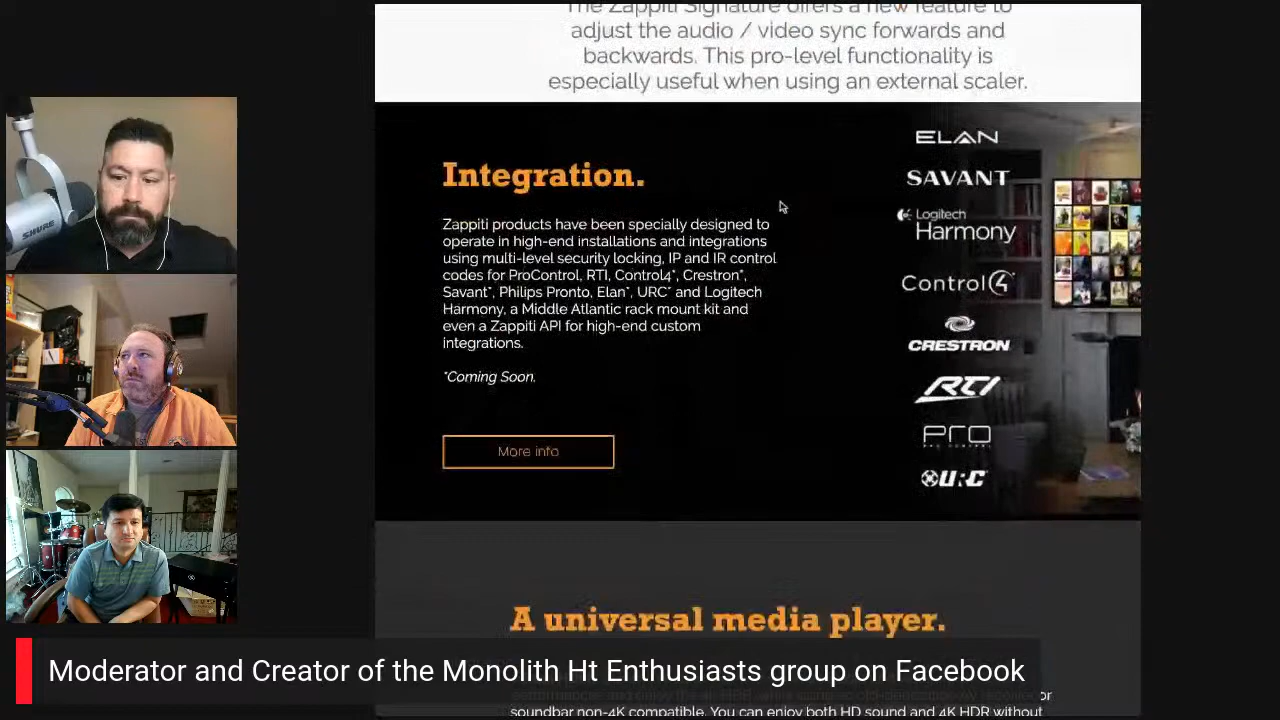 The Zappiti Signature offers a new feature to
adjust the audio / video sync forwards and
backwards. This pro-level functionality is
especially useful when using an external scaler.
Integration.
Zappiti products have been specially designed to
operate in high-end installations and integrations
using multi-level security locking, IP and IR control
codes for ProControl, RTI, Control4*, Crestron*,
Savant*, Philips Pronto, Elan*, URC* and Logitech
Harmony, a Middle Atlantic rack mount kit and
even a Zappiti API for high-end custom
integrations.
*Coming Soon.
More info
ELAN
SAVANT
Logitech
Harmony
Control4
CRESTRON
RTI
PRO
URC
SHURE
A universal media player.
Moderator and Creator of the Monolith Ht Enthusiasts group on Facebook
or
soundbar non-4K compatible. You can enjoy both HD sound and 4K HDR without